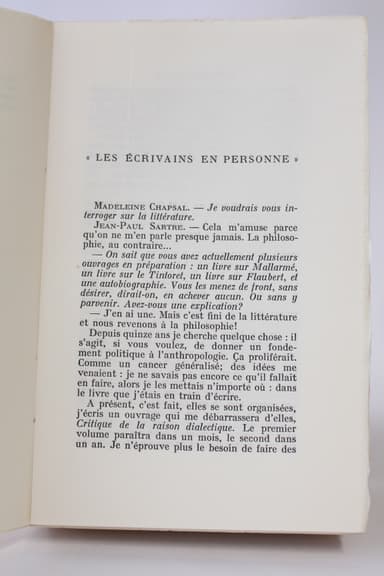 « LES ÉCRIVAINS EN PERSONNE »
MADELEINE CHAPSAL. — Je voudrais vous in-
terroger sur la littérature.
JEAN-PAUL SARTRE. — Cela m'amuse parce
qu'on ne m'en parle presque jamais. La philoso-
phie, au contraire...
— On sait que vous avez actuellement plusieurs
ouvrages en préparation : un livre sur Mallarmé,
un livre sur le Tintoret, un livre sur Flaubert, et
une autobiographie. Vous les menez de front, sans
désirer, dirait-on, en achever aucun. Ou sans y
parvenir. Avez-vous une explication?
— J'en ai une. Mais c'est fini de la littérature
et nous revenons à la philosophie!
Depuis quinze ans je cherche quelque chose : il
s'agit, si vous voulez, de donner un fonde-
ment politique à l'anthropologie. Ça proliférait.
Comme un cancer généralisé; des idées me
venaient : je ne savais pas encore ce qu'il fallait
en faire, alors je les mettais n'importe où : dans
le livre que j'étais en train d'écrire.
A présent, c'est fait, elles se sont organisées,
j'écris un ouvrage qui me débarrassera d'elles,
Critique de la raison dialectique. Le premier
volume paraîtra dans un mois, le second dans
un an. Je n'éprouve plus le besoin de faire des